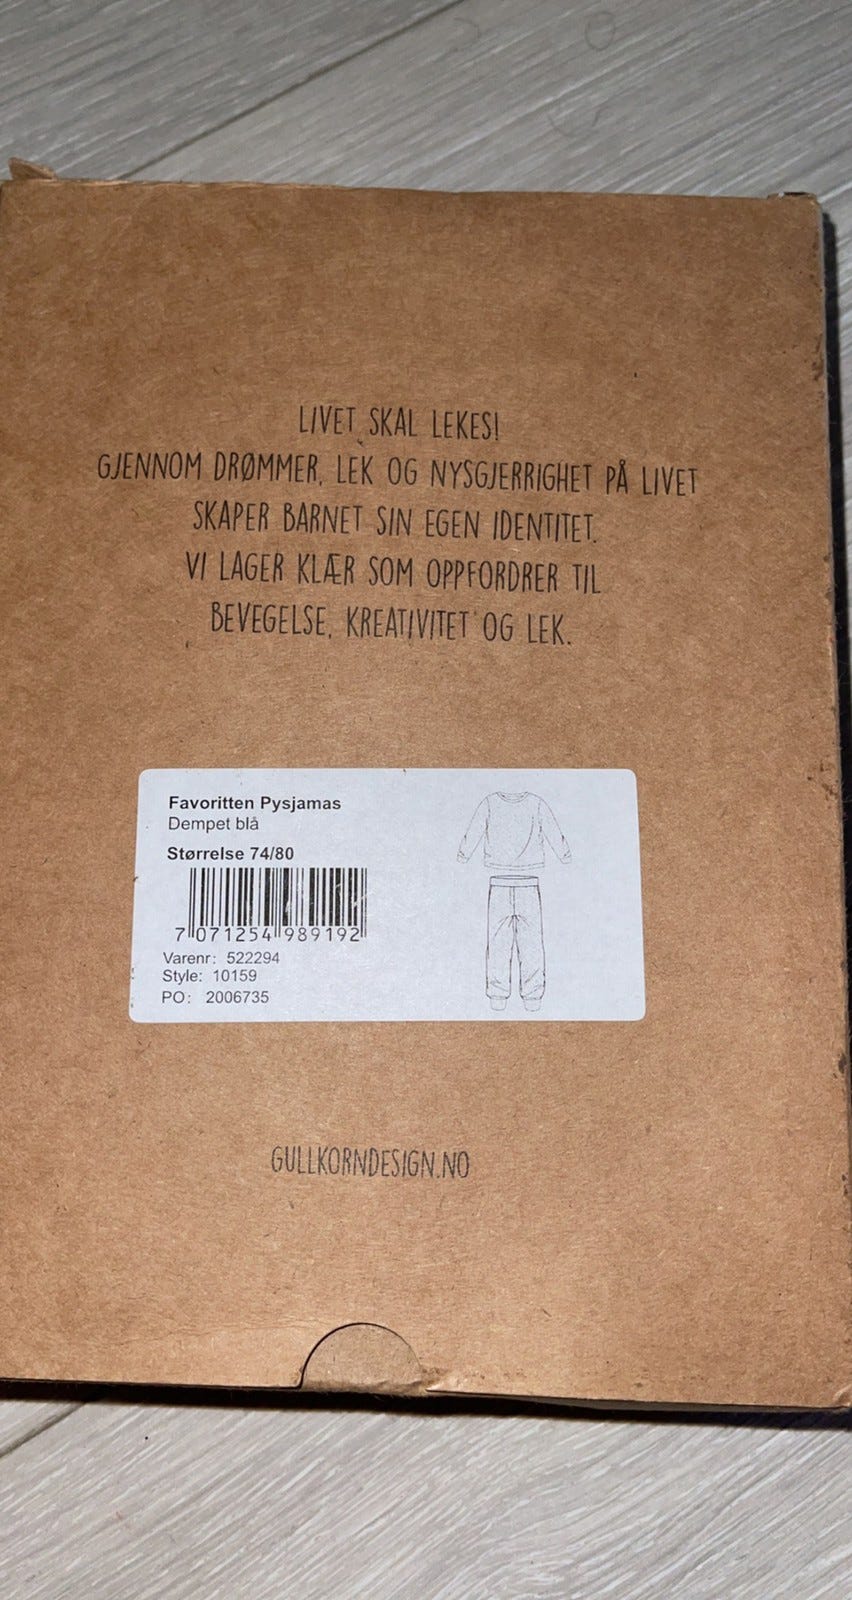 LIVET SKAL LEKES!
GJENNOM DRØMMER, LEK OG NYSGJERRIGHET PÅ LIVET
SKAPER BARNET SIN EGEN IDENTITET.
VI LAGER KLÆR SOM OPPFORDRER TIL
BEVEGELSE, KREATIVITET OG LEK.
Favoritten Pysjamas
Dempet blå
Størrelse 74/80
7 071254 989192
Varenr: 522294
Style: 10159
PO: 2006735
GULLKORNDESIGN.NO